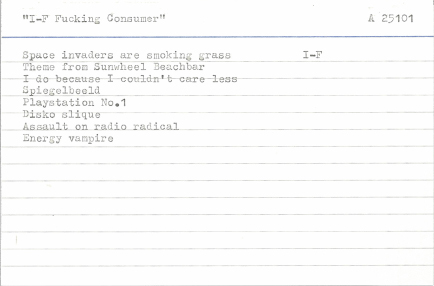 "I-F Fucking Consumer" A 25101
Space invaders are smoking grass I-F
Theme from Sunwheel Beachbar
I do because I couldn't care less
Spiegelbeeld
Playstation No.1
Disko slique
Assault on radio radical
Energy vampire